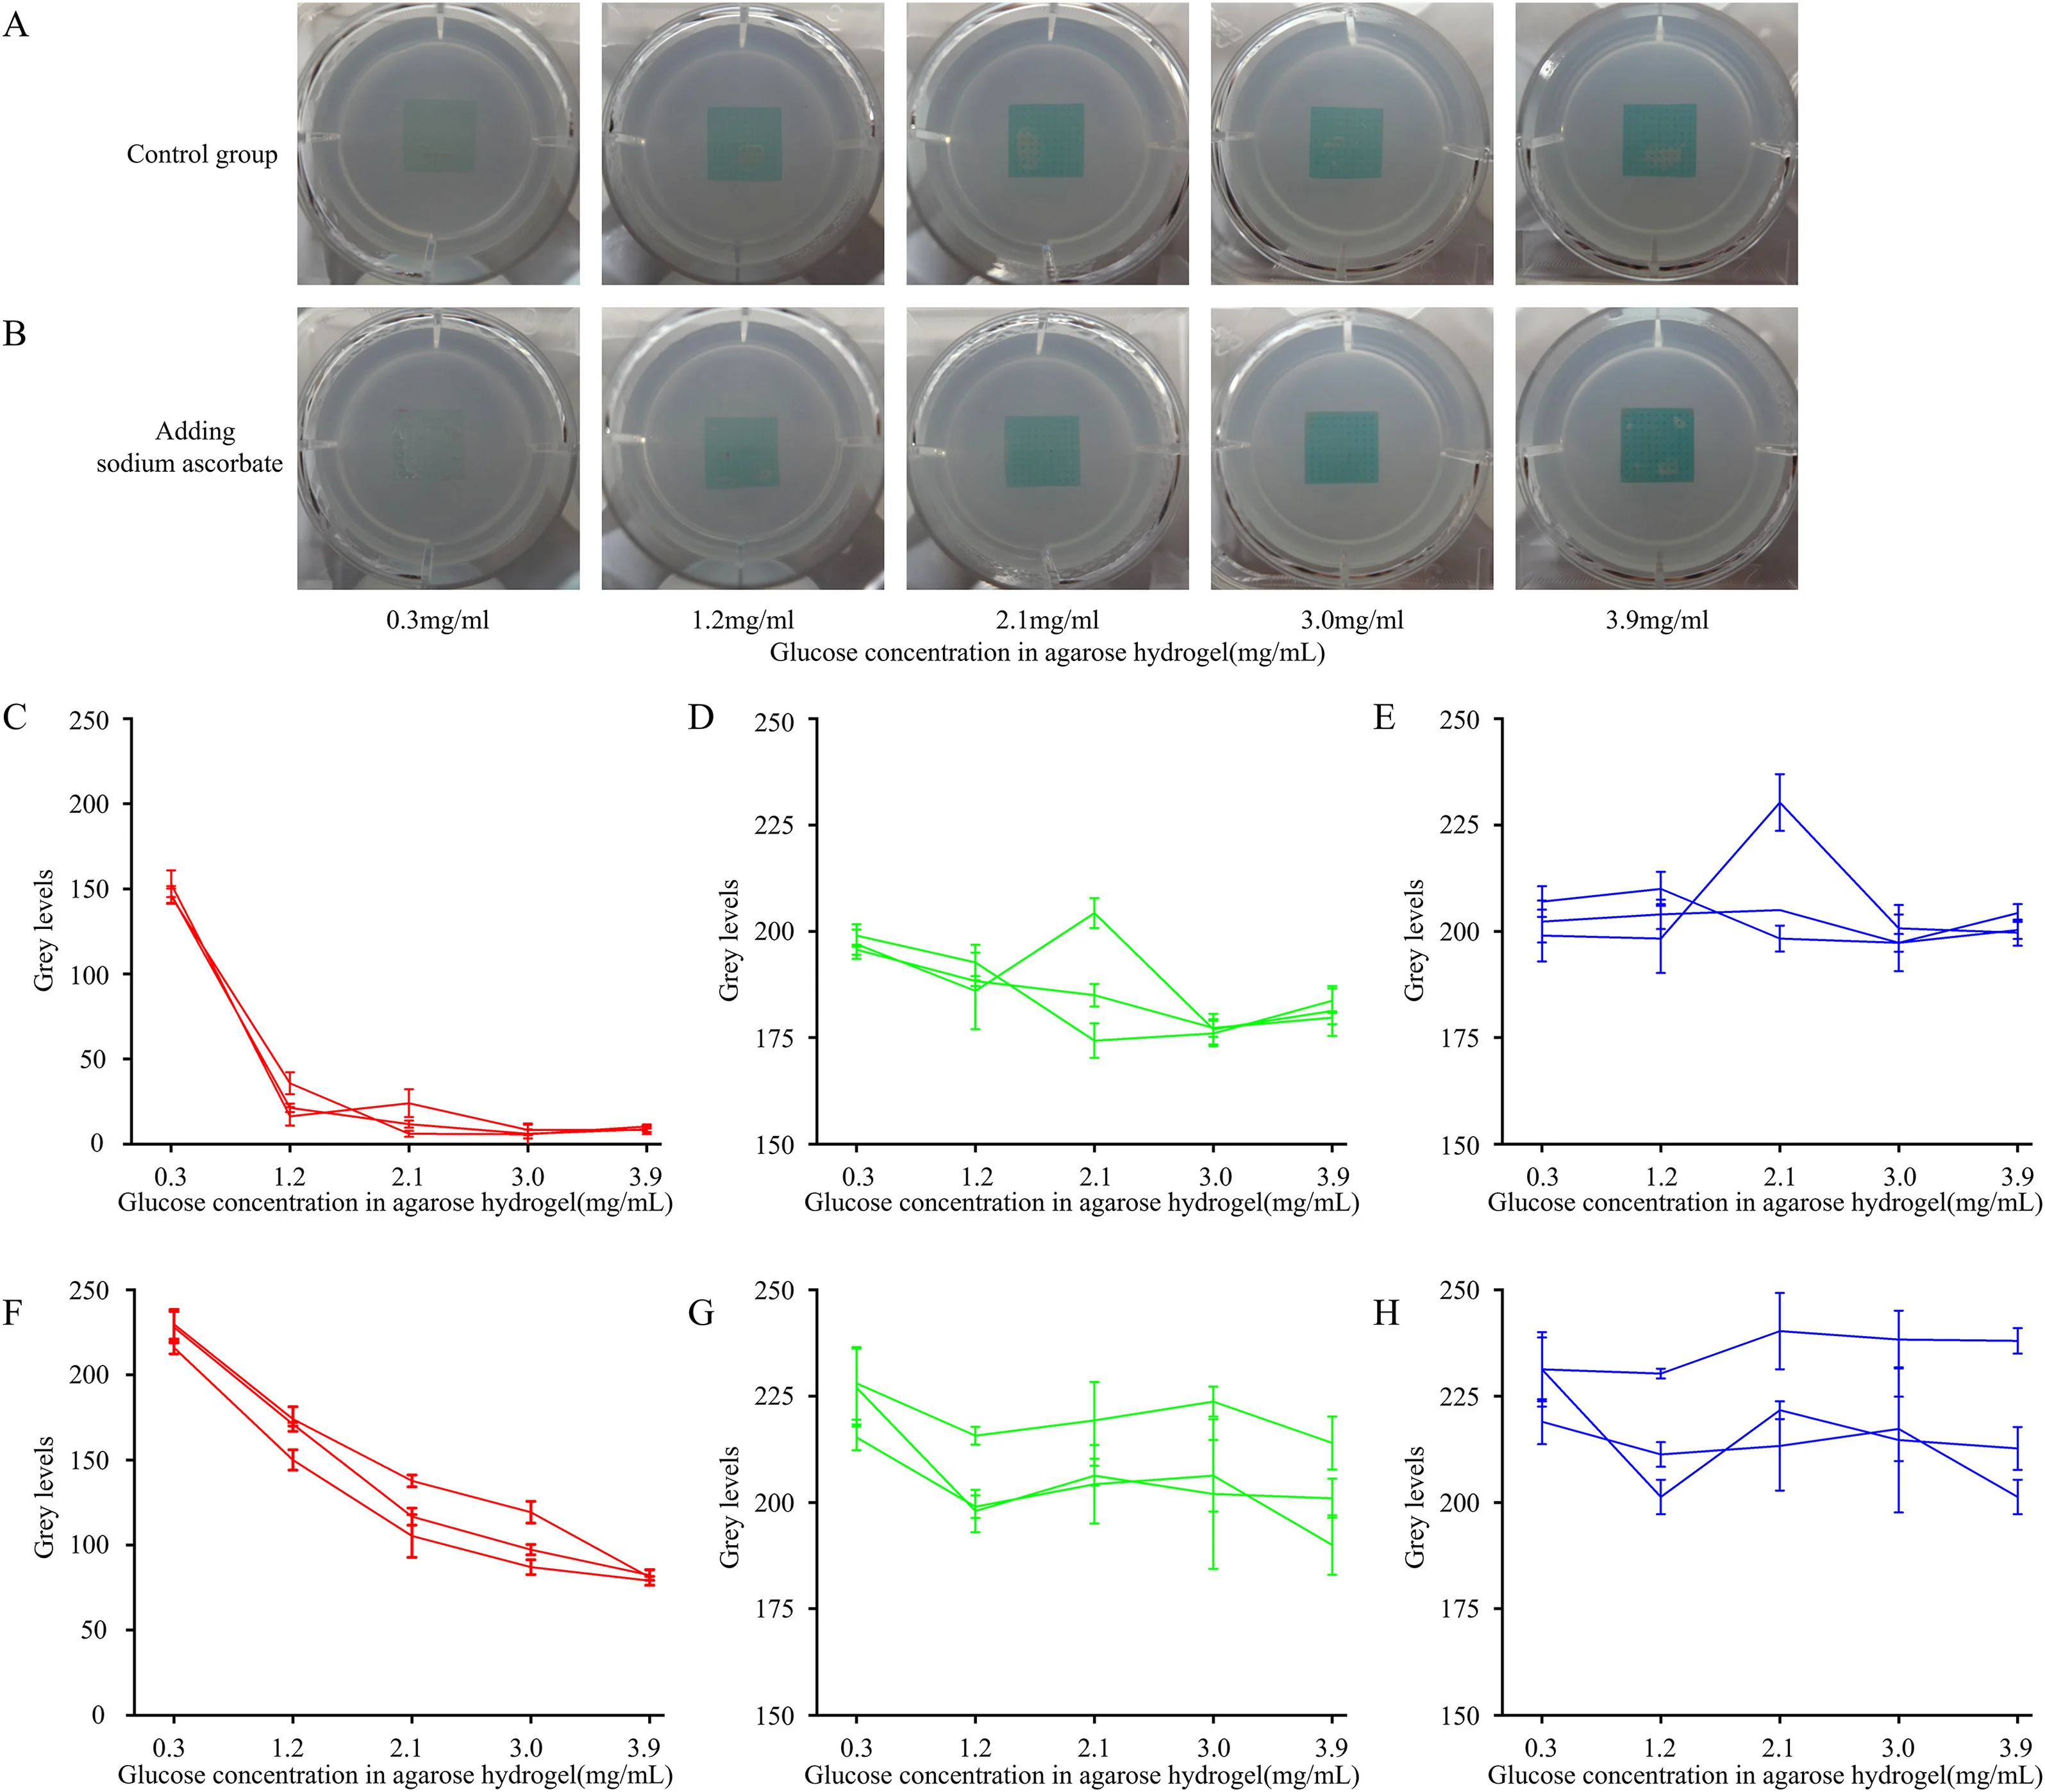 A
Control group
B
Adding
sodium ascorbate
0.3mg/ml 1.2mg/ml 2.1mg/ml 3.0mg/ml 3.9mg/ml
Glucose concentration in agarose hydrogel(mg/mL)
C
250
200
150
100
50
0
Grey levels
0.3 1.2 2.1 3.0 3.9
Glucose concentration in agarose hydrogel(mg/mL)
D
250
225
200
175
150
Grey levels
0.3 1.2 2.1 3.0 3.9
Glucose concentration in agarose hydrogel(mg/mL)
E
250
225
200
175
150
Grey levels
0.3 1.2 2.1 3.0 3.9
Glucose concentration in agarose hydrogel(mg/mL)
F
250
200
150
100
50
0
Grey levels
0.3 1.2 2.1 3.0 3.9
Glucose concentration in agarose hydrogel(mg/mL)
G
250
225
200
175
150
Grey levels
0.3 1.2 2.1 3.0 3.9
Glucose concentration in agarose hydrogel(mg/mL)
H
250
225
200
175
150
Grey levels
0.3 1.2 2.1 3.0 3.9
Glucose concentration in agarose hydrogel(mg/mL)